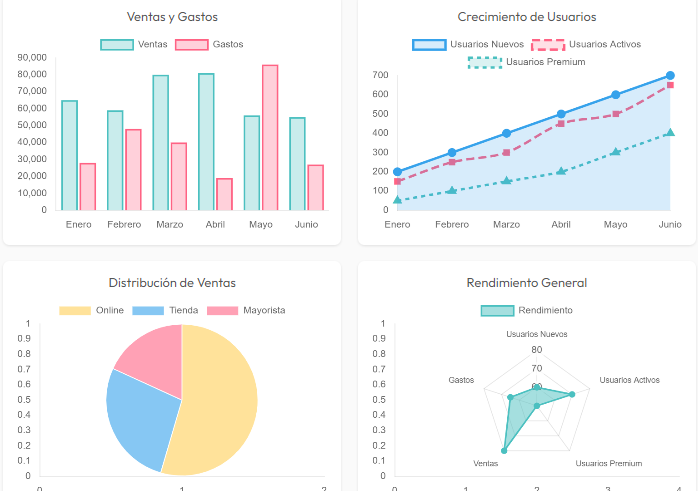 Ventas y Gastos
Ventas Gastos
90,000
80,000
70,000
60,000
50,000
40,000
30,000
20,000
10,000
0
Enero Febrero Marzo Abril Mayo Junio
Crecimiento de Usuarios
Usuarios Nuevos Usuarios Activos
Usuarios Premium
700
600
500
400
300
200
100
0
Enero Febrero Marzo Abril Mayo Junio
Distribución de Ventas
Online Tienda Mayorista
1
0.9
0.8
0.7
0.6
0.5
0.4
0.3
0.2
0.1
0
0 1 2
Rendimiento General
Rendimiento
1
0.9
0.8
0.7
0.6
0.5
0.4
0.3
0.2
0.1
0
Usuarios Nuevos
80
70
60
Gastos Usuarios Activos
Ventas Usuarios Premium
0 1 2 3 4